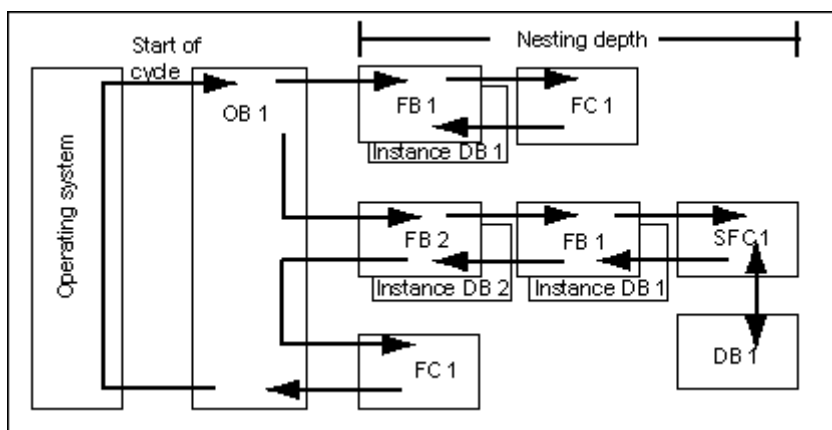 Start of
cycle
Nesting depth
Operating system
OB 1
FB 1
FC 1
Instance DB 1
FB 2
FB 1
SFC 1
Instance DB 2
Instance DB 1
FC 1
DB 1